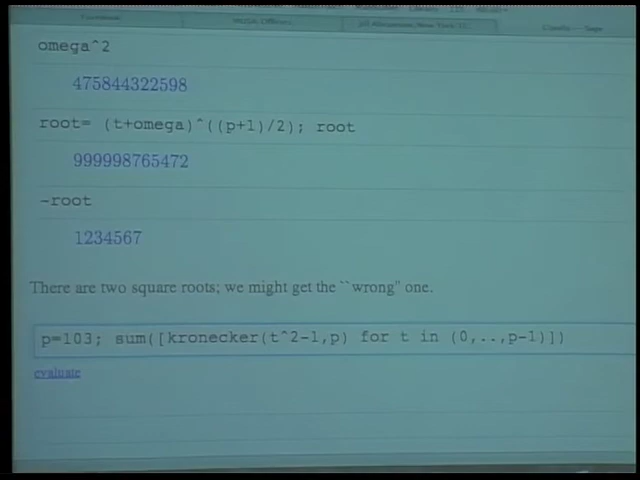 omega^2
475844322598
root= (t+omega)^((p+1)/2); root
999998765472
-root
1234567
There are two square roots; we might get the ``wrong'' one.
p=103; sum([kronecker(t^2-1,p) for t in (0,..,p-1)])
evaluate